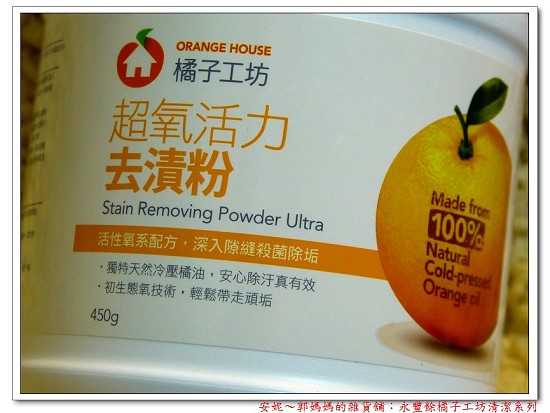 ORANGE HOUSE
橘子工坊
超氧活力
去漬粉
Stain Removing Powder Ultra
活性氧系配方，深入隙縫殺菌除垢
·獨特天然冷壓橘油，安心除汙真有效
·初生態氧技術，輕鬆帶走頑垢
450g
Made from
100%
Natural
Cold-pressed
Orange oil
安妮～郭媽媽的雜貨舖：永豐餘橘子工坊清潔系列